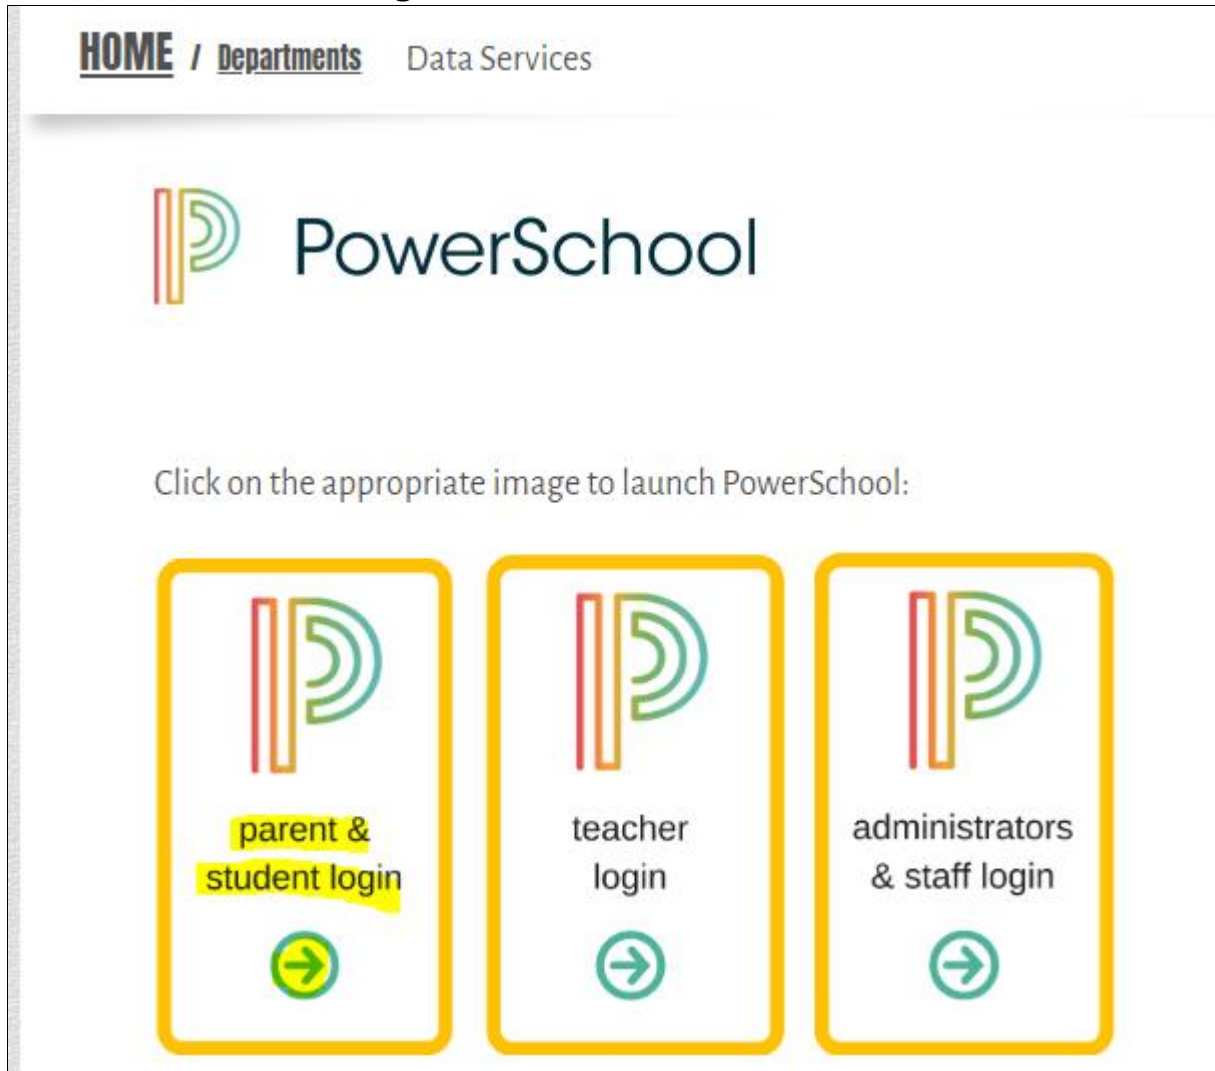 HOME / Departments Data Services
PowerSchool
Click on the appropriate image to launch PowerSchool:
parent &
student login
teacher
login
administrators
& staff login